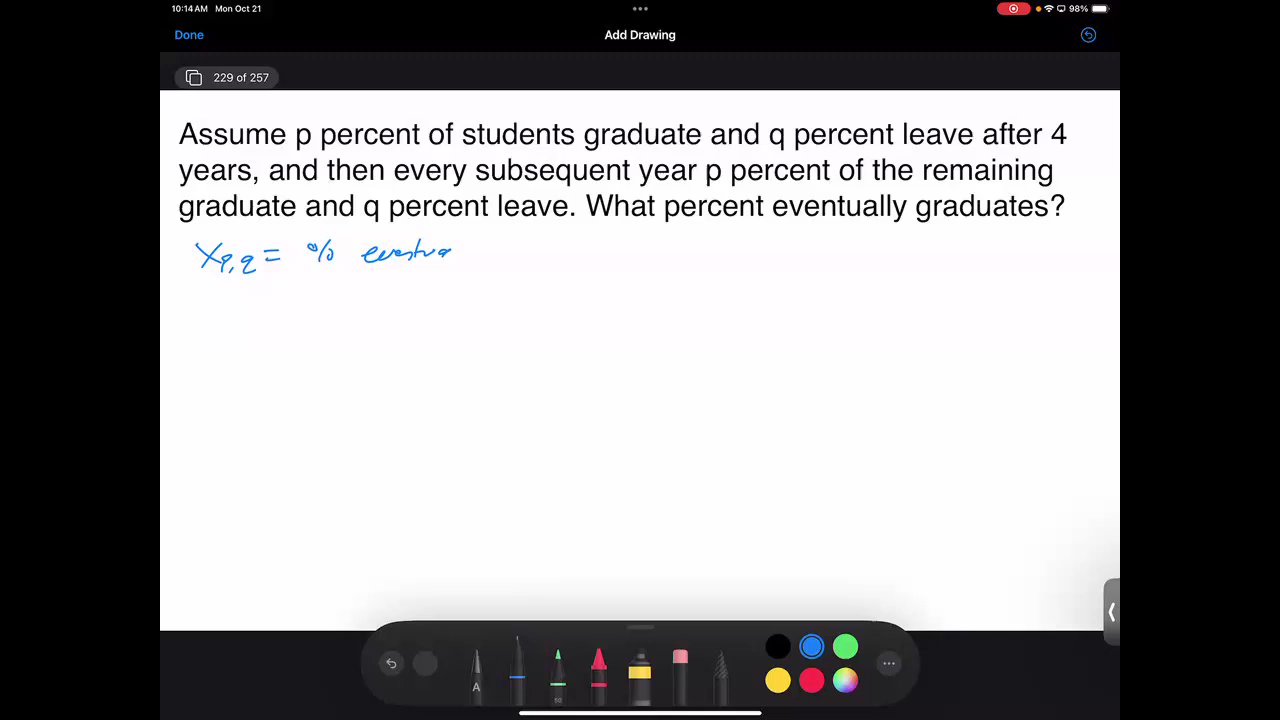 10:14 AM Mon Oct 21
98%
Done
Add Drawing
229 of 257
Assume p percent of students graduate and q percent leave after 4
years, and then every subsequent year p percent of the remaining
graduate and q percent leave. What percent eventually graduates?
Xp,q = % eventua
A
50